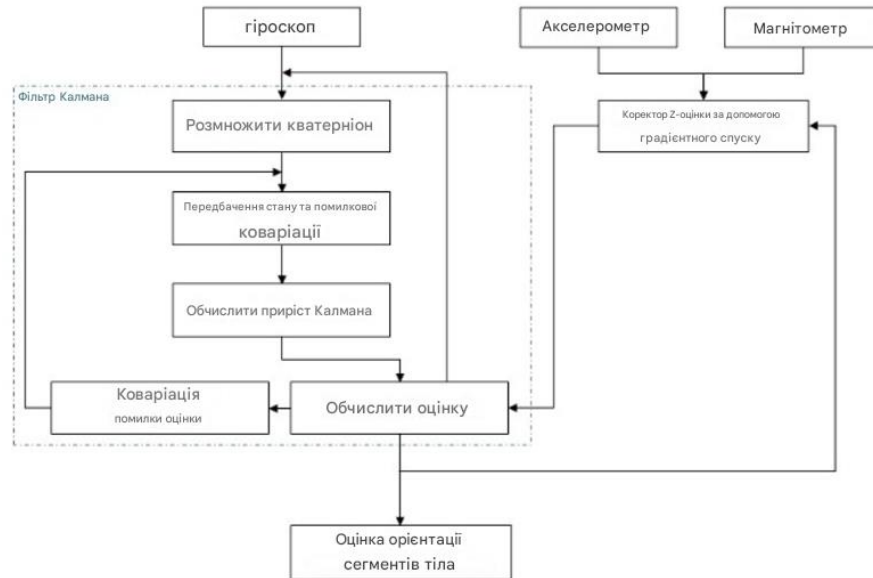 гіроскоп
Акселерометр
Магнітометр
Фільтр Калмана
Розмножити кватерніон
Коректор Z-оцінки за допомогою
градієнтного спуску
Передбачення стану та помилкової
коваріації
Обчислити приріст Калмана
Коваріація
помилки оцінки
Обчислити оцінку
Оцінка орієнтації
сегментів тіла